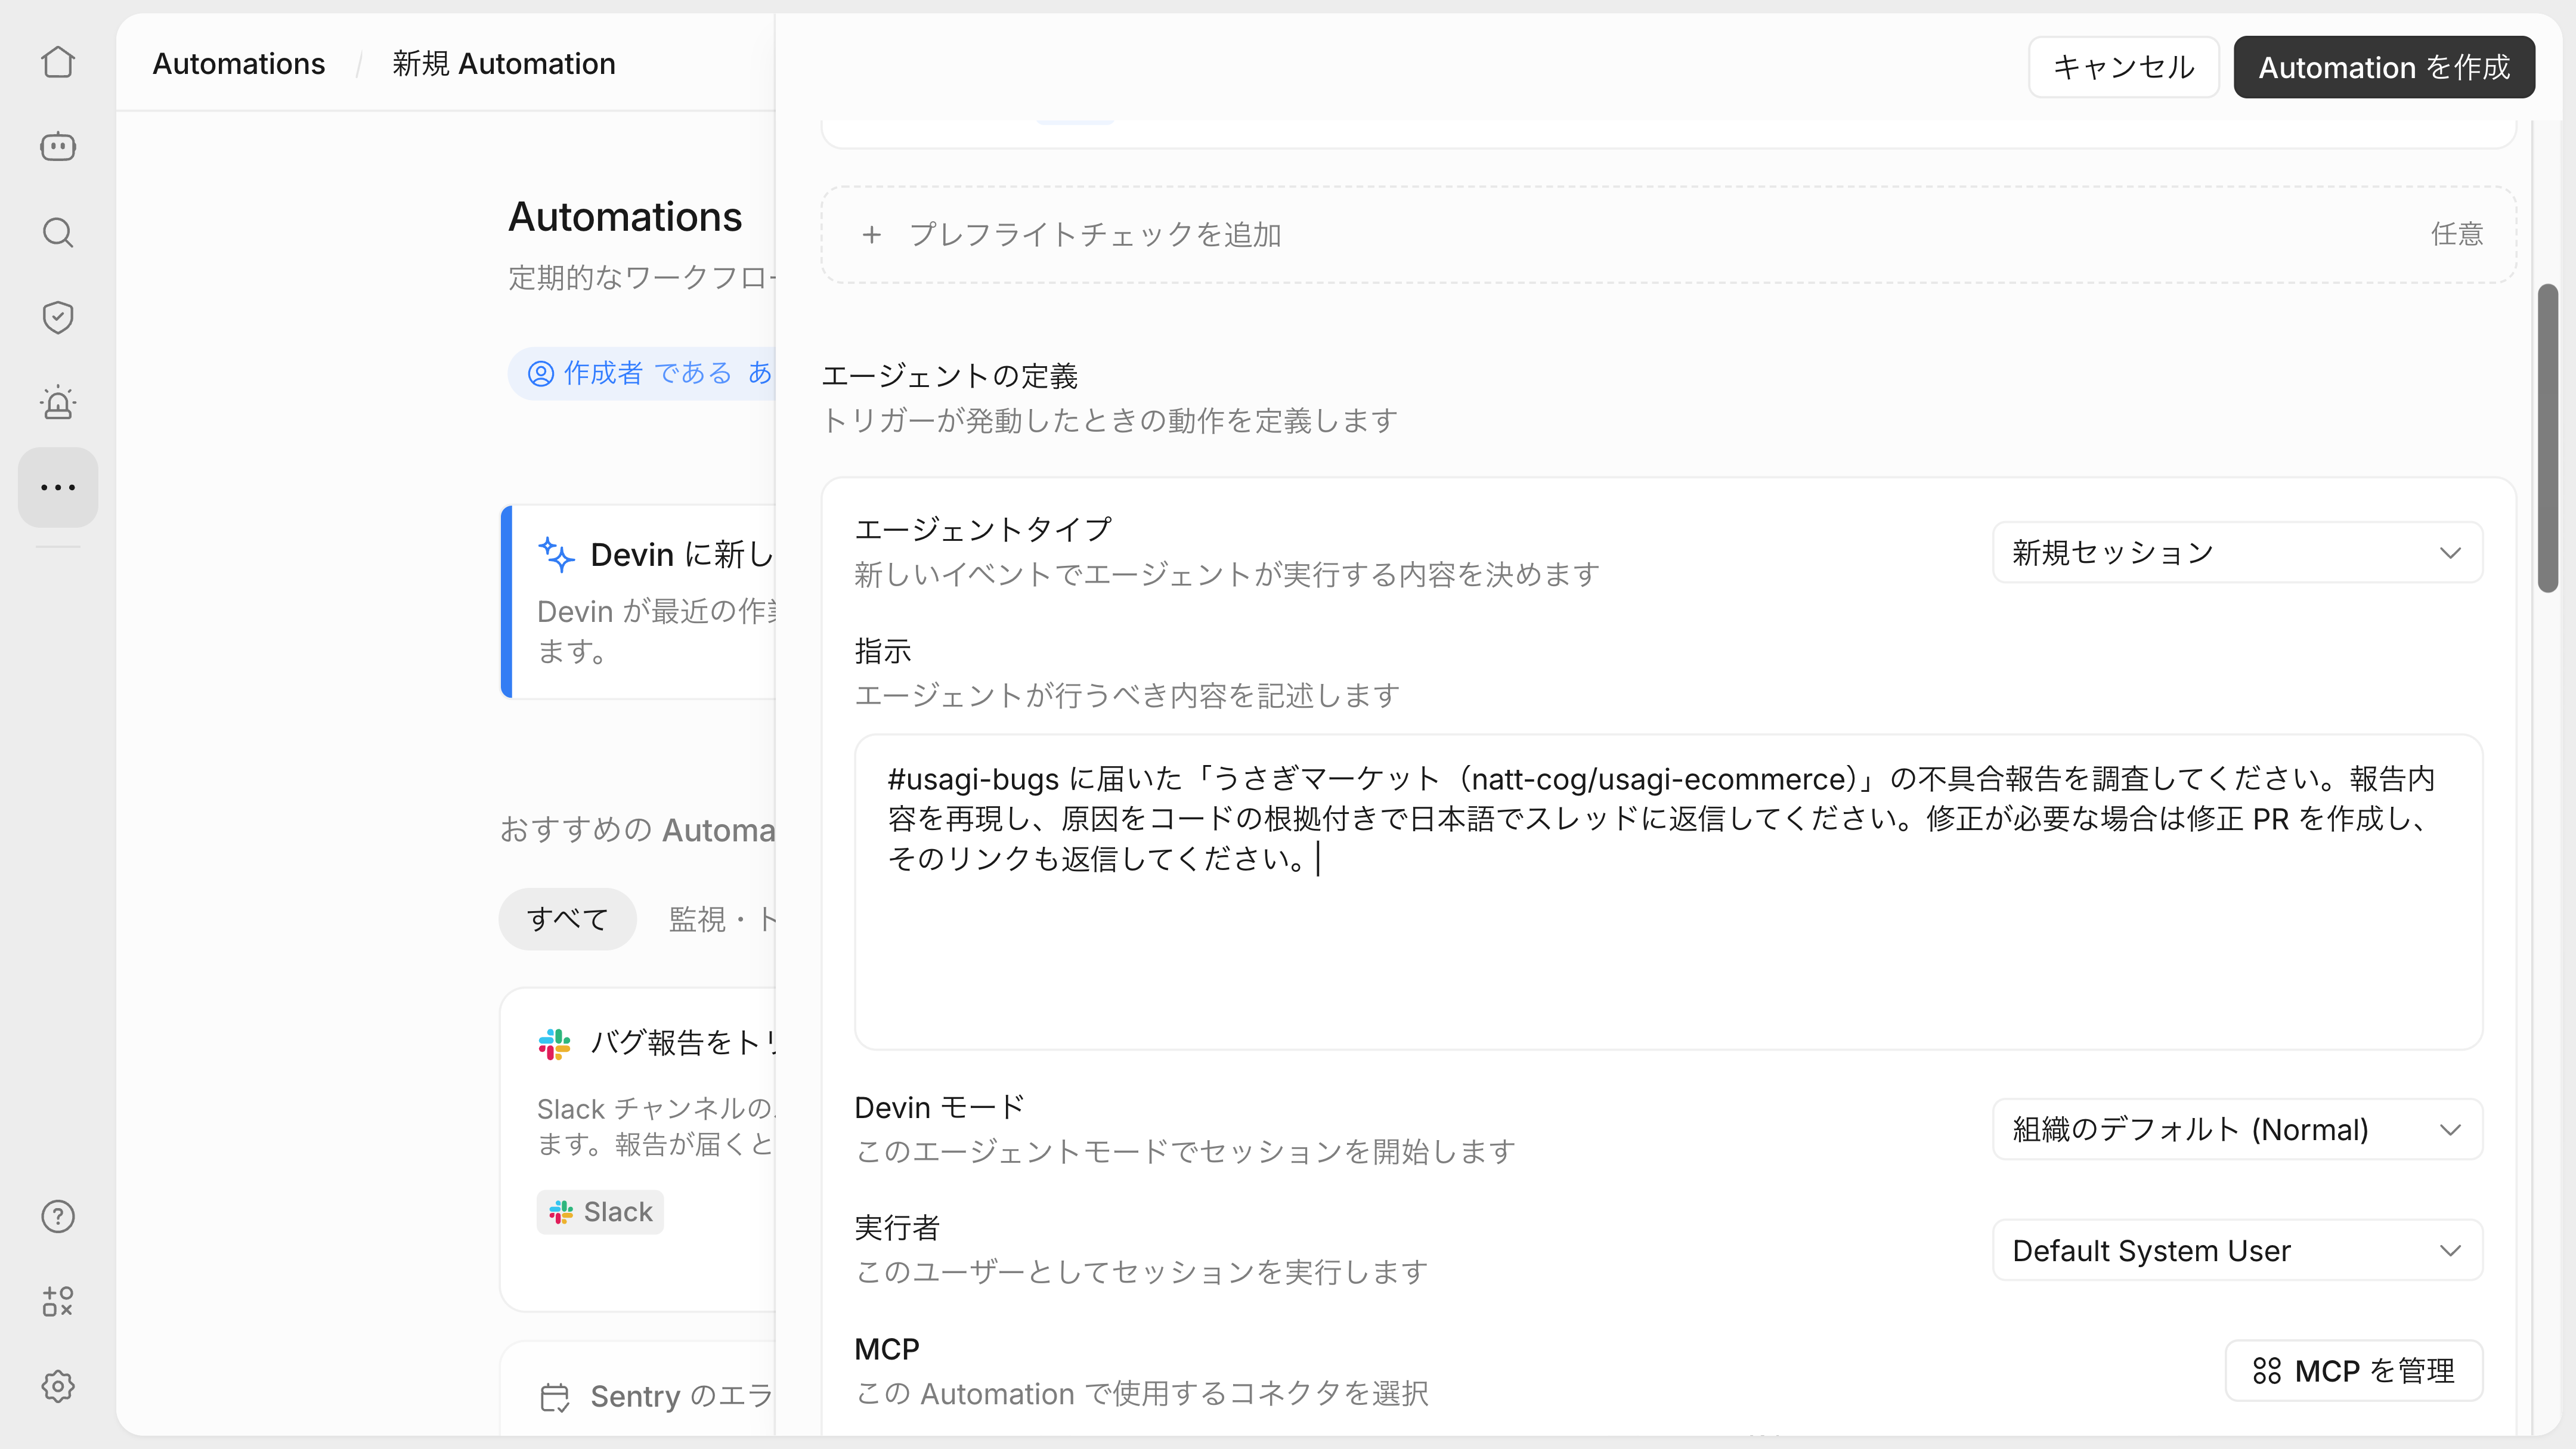 Automations / 新規 Automation
キャンセル
Automation を作成
Automations
定期的なワークフロー
作成者 である あ
Devin に新し
Devin が最近の作業
ます。
おすすめの Automa
すべて
監視・ト
バグ報告をトリ
Slack チャンネルの
ます。報告が届くと
Slack
Sentry のエラ
+ プレフライトチェックを追加
任意
エージェントの定義
トリガーが発動したときの動作を定義します
エージェントタイプ
新しいイベントでエージェントが実行する内容を決めます
新規セッション
指示
エージェントが行うべき内容を記述します
#usagi-bugs に届いた「うさぎマーケット（natt-cog/usagi-ecommerce）」の不具合報告を調査してください。報告内
容を再現し、原因をコードの根拠付きで日本語でスレッドに返信してください。修正が必要な場合は修正 PR を作成し、
そのリンクも返信してください。
Devin モード
このエージェントモードでセッションを開始します
組織のデフォルト (Normal)
実行者
このユーザーとしてセッションを実行します
Default System User
MCP
この Automation で使用するコネクタを選択
MCP を管理